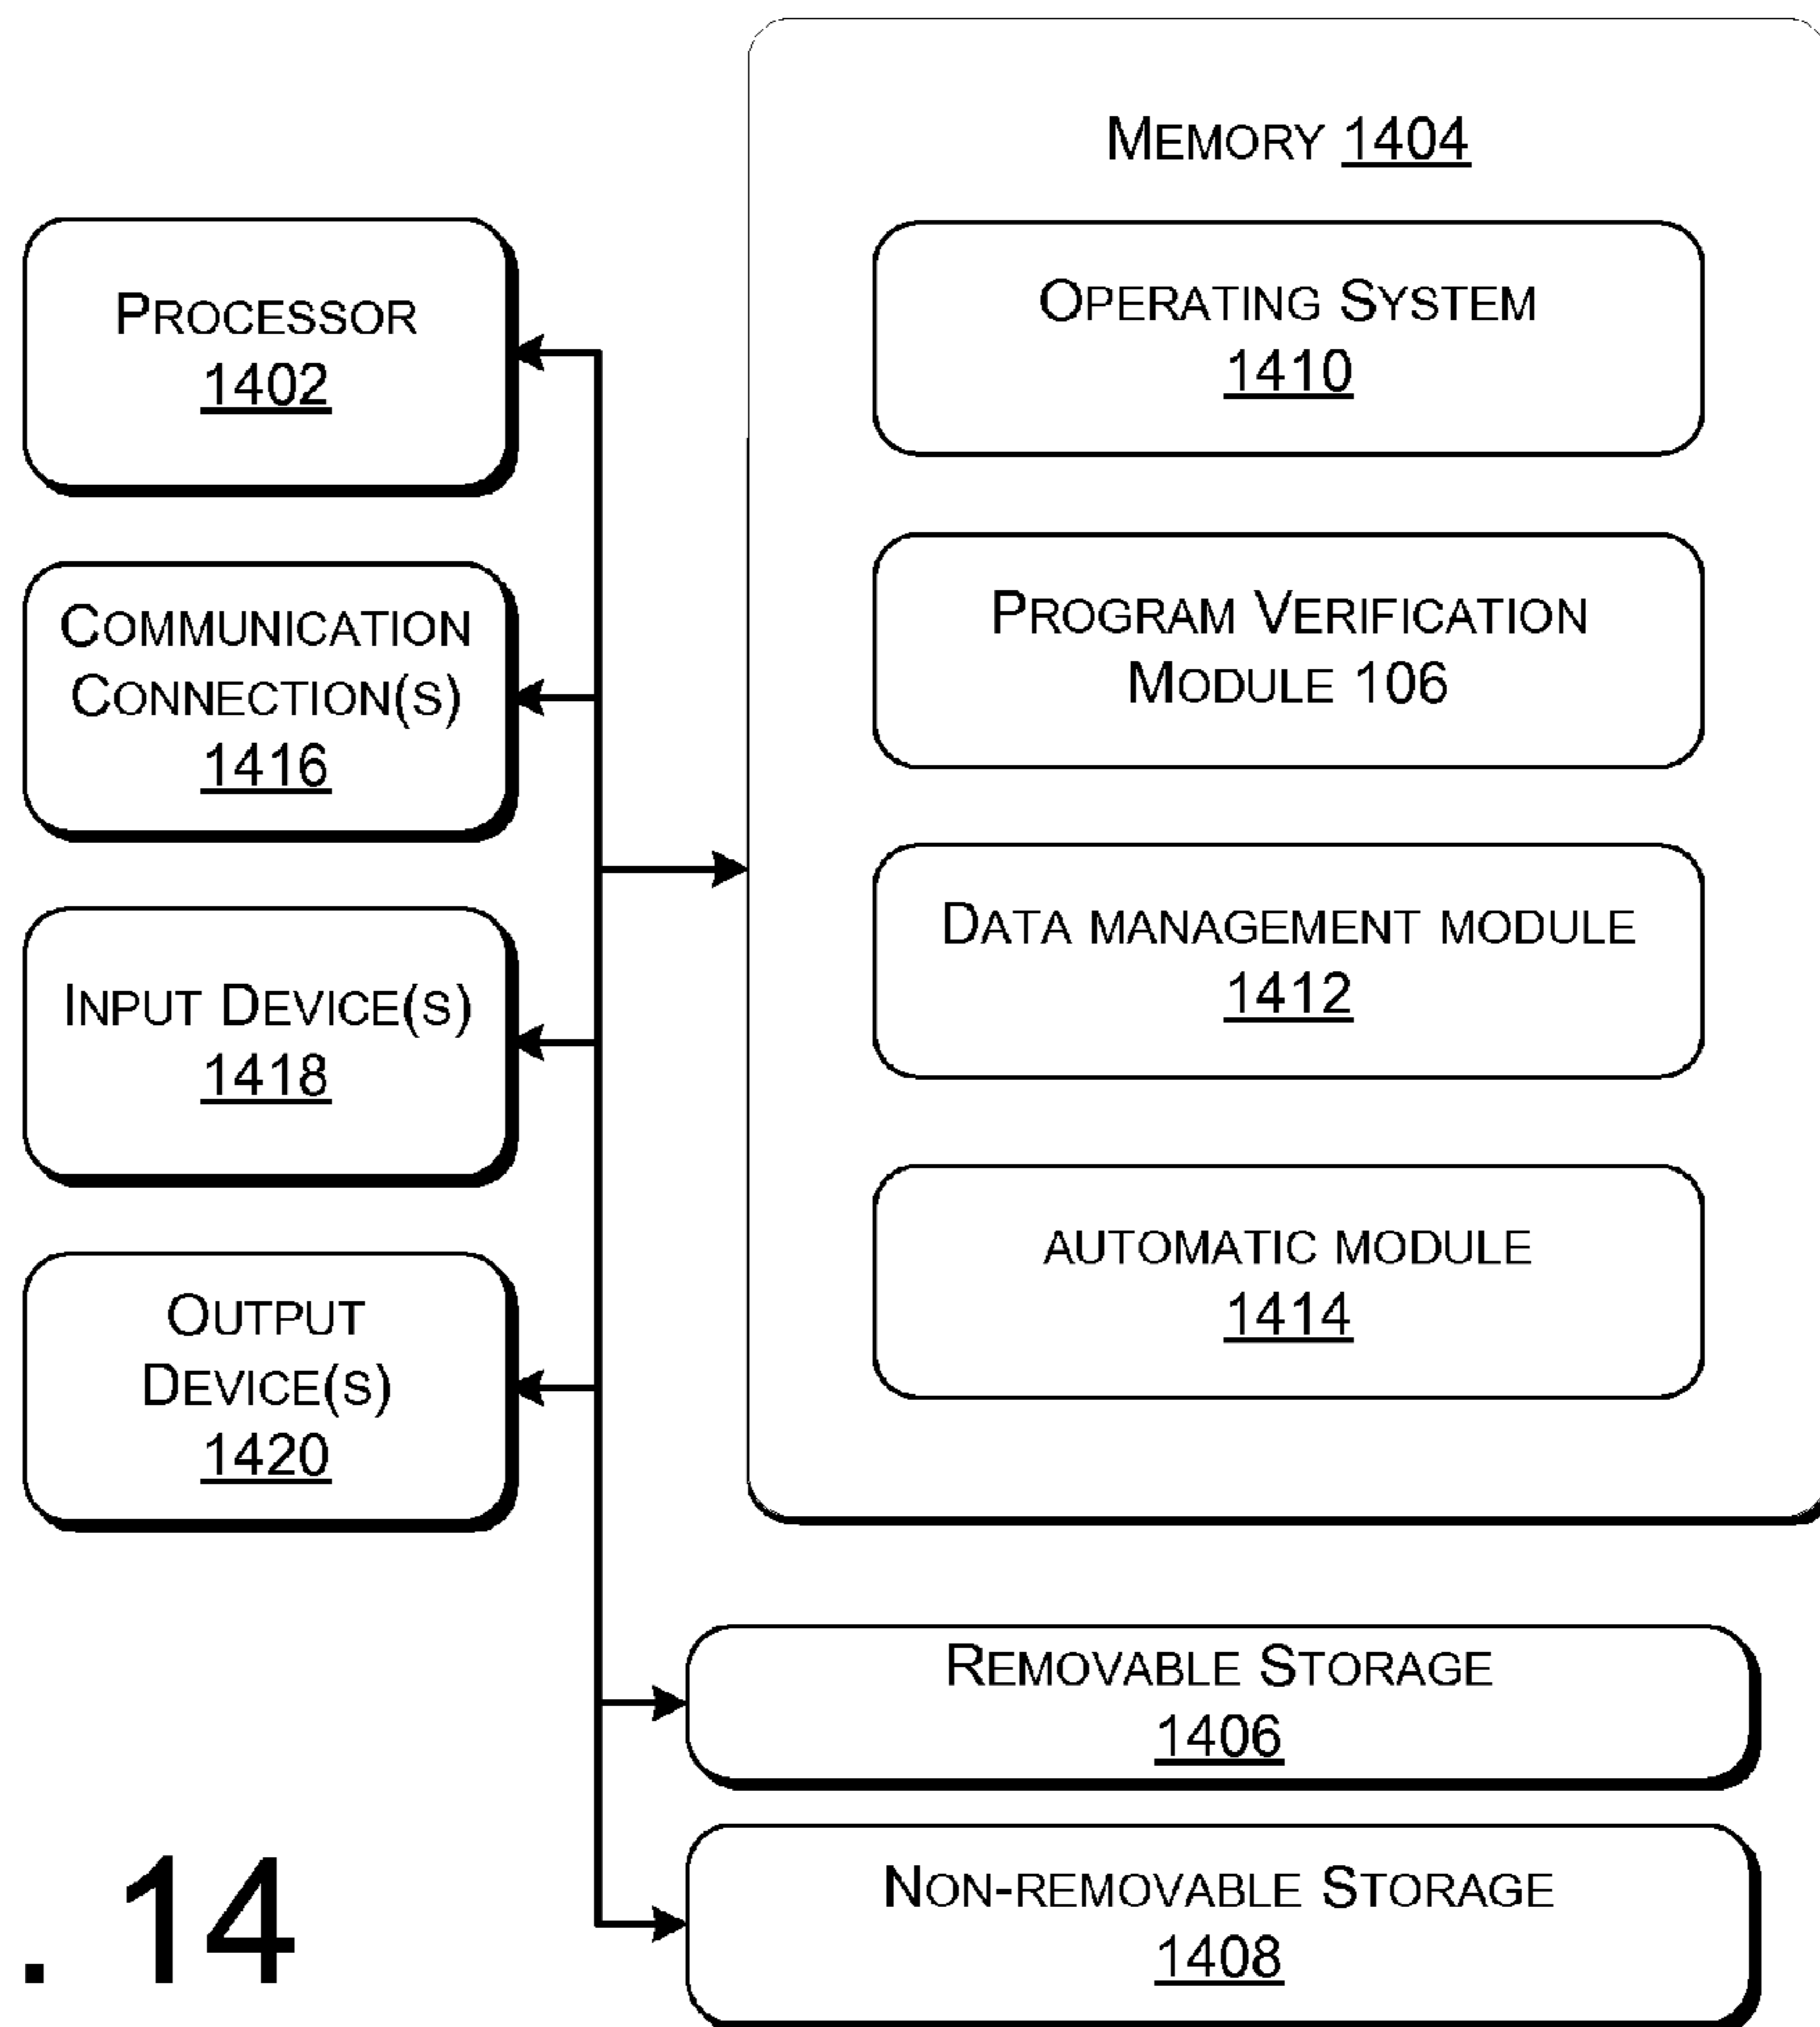 MEMORY 1404
PROCESSOR
1402
COMMUNICATION
CONNECTION(S)
1416
INPUT DEVICE(S)
1418
OUTPUT
DEVICE(S)
1420
OPERATING SYSTEM
1410
PROGRAM VERIFICATION
MODULE 106
DATA MANAGEMENT MODULE
1412
AUTOMATIC MODULE
1414
REMOVABLE STORAGE
1406
NON-REMOVABLE STORAGE
1408
. 14